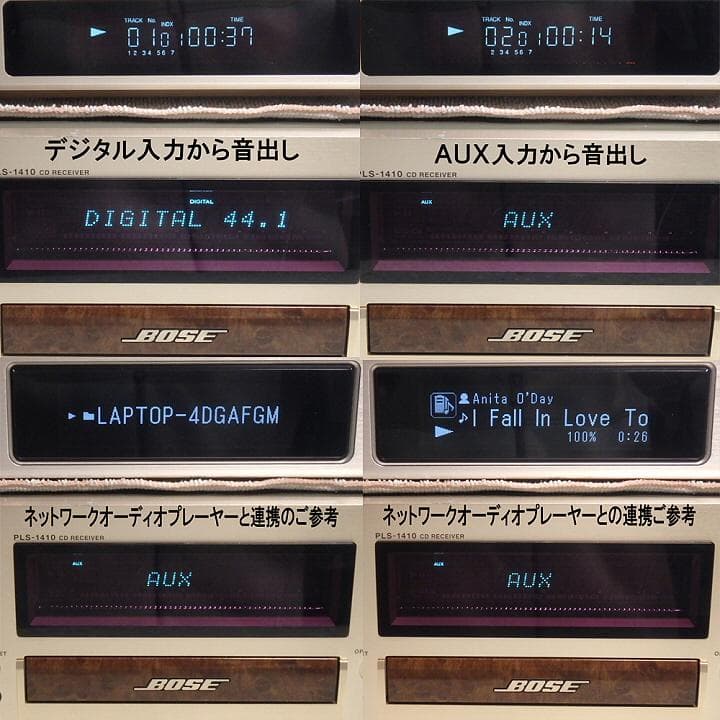 TRACK No. INDX TIME
01 01 00:37
1 2 3 4 5 6 7
デジタル入力から音出し
LS-1410 CD RECEIVER
DIGITAL
DIGITAL 44.1
BOSE
TRACK No. INDX TIME
02 01 00:14
2 3 4 5 6 7
AUX入力から音出し
PLS-1410 CD RECEIVER
AUX
AUX
BOSE
LAPTOP-4DGAFGM
ネットワークオーディオプレーヤーと連携のご参考
PLS-1410 CD RECEIVER
AUX
AUX
BOSE
Anita O'Day
I Fall In Love To
100% 0:26
ネットワークオーディオプレーヤーとの連携ご参考
PLS-1410 CD RECEIVER
AUX
AUX
BOSE